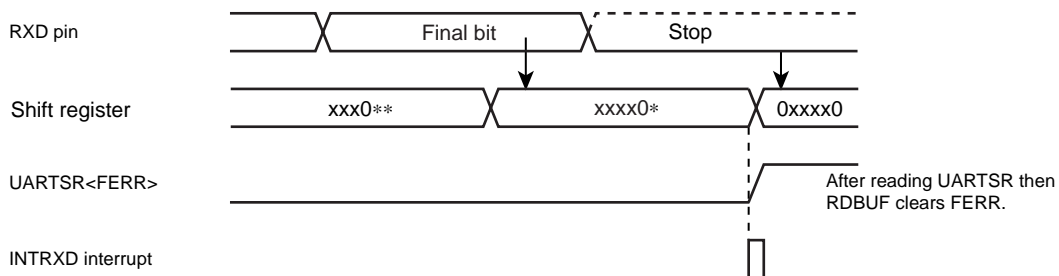 RXD pin
Final bit
Stop
Shift register
xxx0**
xxxx0*
0xxxx0
UARTSR<FERR>
After reading UARTSR then
RDBUF clears FERR.
INTRXD interrupt